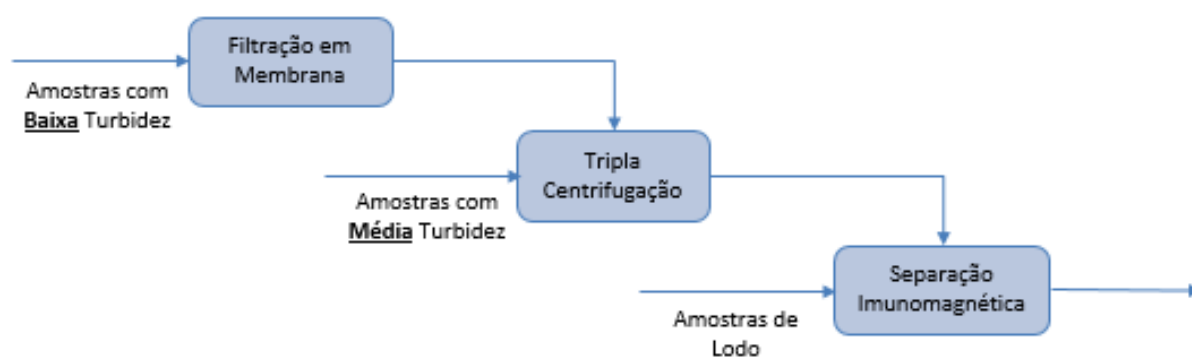 Filtração em
Membrana
Amostras com
Baixa Turbidez
Tripla
Centrifugação
Amostras com
Média Turbidez
Separação
Imunomagnética
Amostras de
Lodo